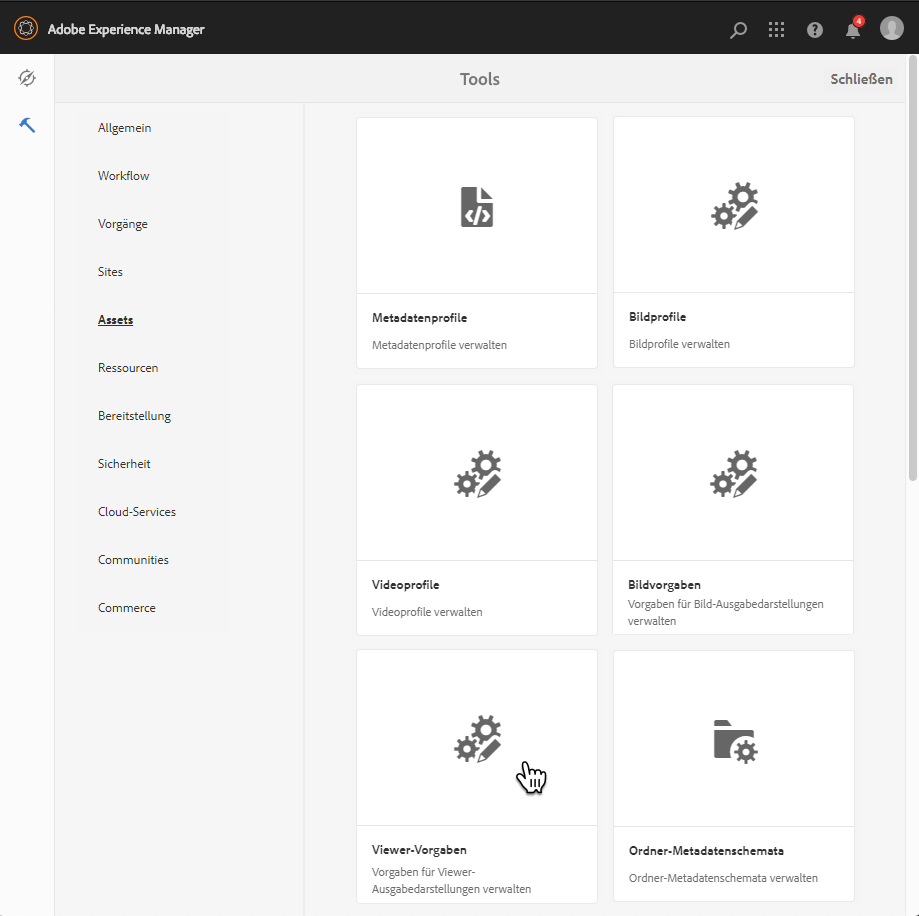 Adobe Experience Manager
4
Tools
Schließen
Allgemein
Workflow
Vorgänge
Sites
Assets
Ressourcen
Bereitstellung
Sicherheit
Cloud-Services
Communities
Commerce
Metadatenprofile
Metadatenprofile verwalten
Bildprofile
Bildprofile verwalten
Videoprofile
Videoprofile verwalten
Bildvorgaben
Vorgaben für Bild-Ausgabedarstellungen
verwalten
Viewer-Vorgaben
Vorgaben für Viewer-
Ausgabedarstellungen verwalten
Ordner-Metadatenschemata
Ordner-Metadatenschemata verwalten